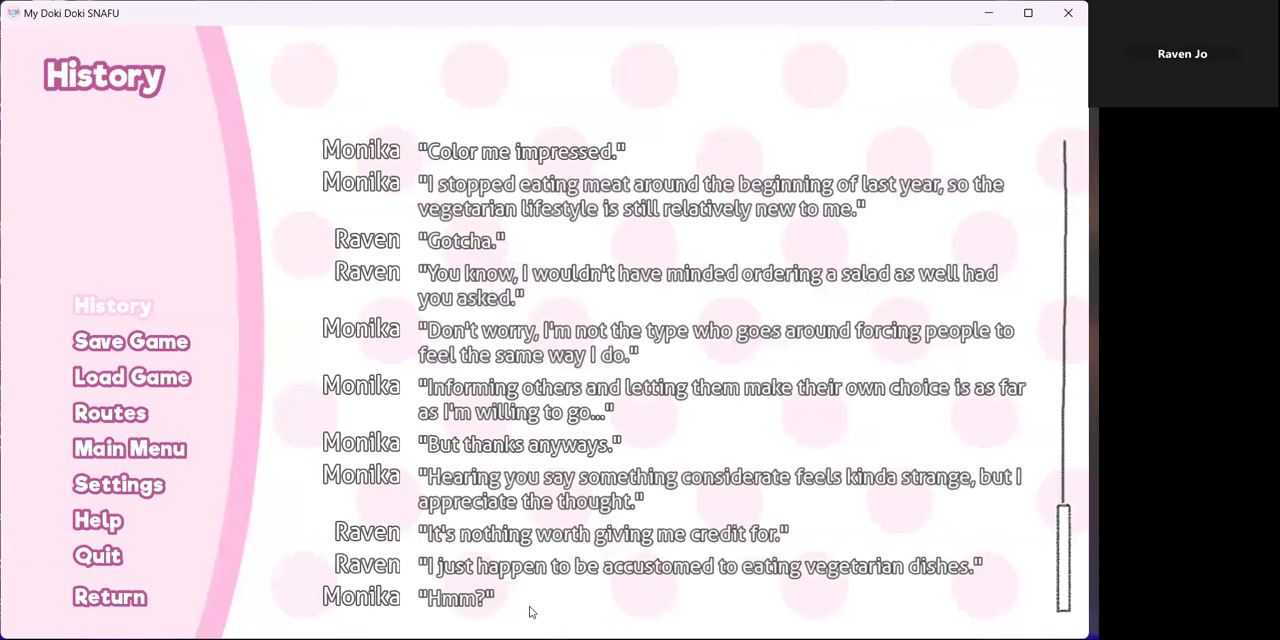 My Doki Doki SNAFU
Raven Jo
History
Monika "Color me impressed."
Monika "I stopped eating meat around the beginning of last year, so the
vegetarian lifestyle is still relatively new to me."
Raven "Gotcha."
Raven "You know, I wouldn't have minded ordering a salad as well had
you asked."
Monika "Don't worry, I'm not the type who goes around forcing people to
feel the same way I do."
Monika "Informing others and letting them make their own choice is as far
as I'm willing to go..."
Monika "But thanks anyways."
Monika "Hearing you say something considerate feels kinda strange, but I
appreciate the thought."
Raven "It's nothing worth giving me credit for."
Raven "I just happen to be accustomed to eating vegetarian dishes."
Monika "Hmm?"
History
Save Game
Load Game
Routes
Main Menu
Settings
Help
Quit
Return